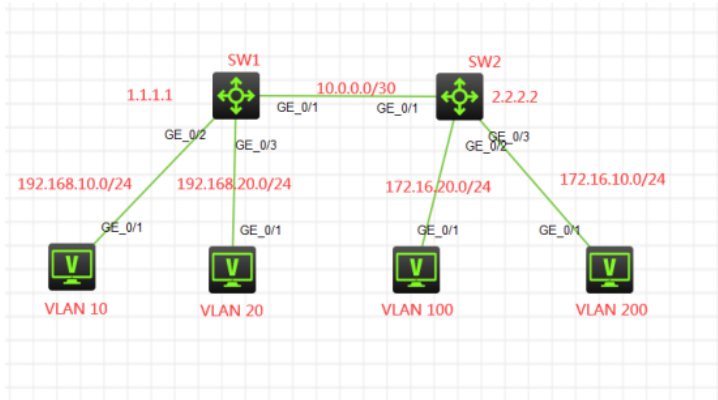 SW1
SW2
1.1.1.1
10.0.0.0/30
2.2.2.2
GE_0/1
GE_0/1
GE_0/2
GE_0/3
GE_0/2
GE_0/3
192.168.10.0/24
192.168.20.0/24
172.16.20.0/24
172.16.10.0/24
GE_0/1
GE_0/1
GE_0/1
GE_0/1
V
V
V
V
VLAN 10
VLAN 20
VLAN 100
VLAN 200